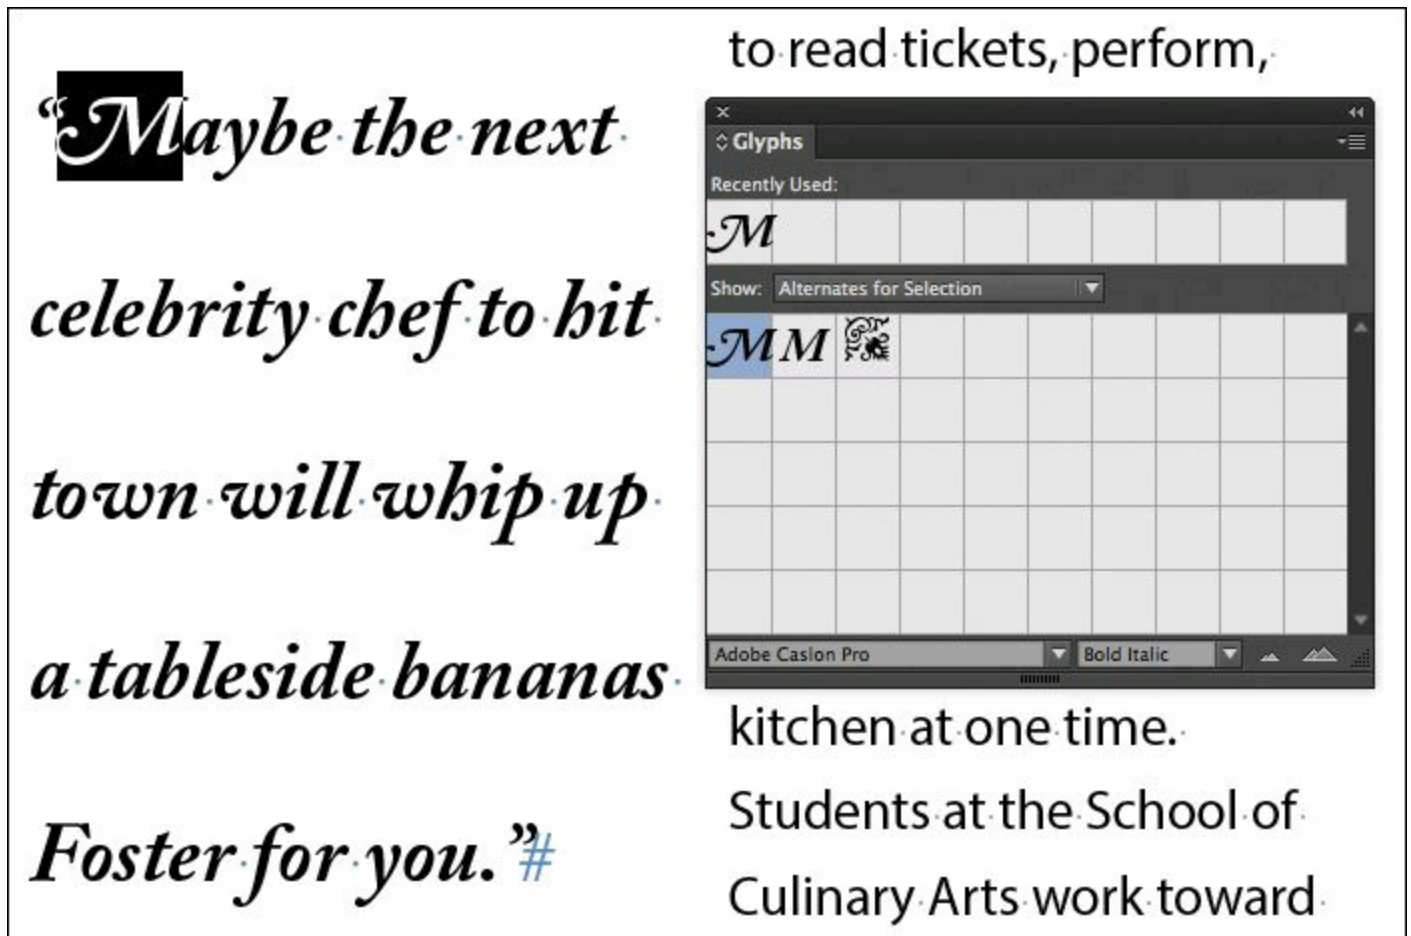 “Maybe the next
celebrity chef to hit
town will whip up
a tableside bananas
Foster for you.”#
to read tickets, perform,
Glyphs
Recently Used:
M
Show: Alternates for Selection
M M
Adobe Caslon Pro Bold Italic
kitchen at one time.
Students at the School of
Culinary Arts work toward